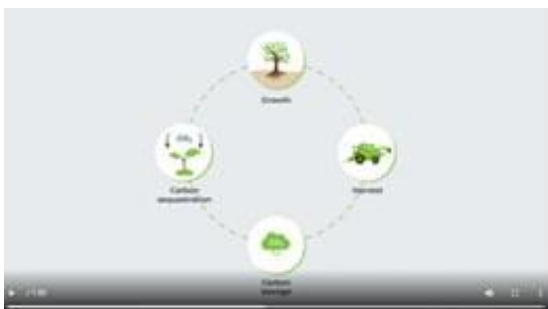 Growth
CO₂
Harvest
Carbon
sequestration
Carbon
storage